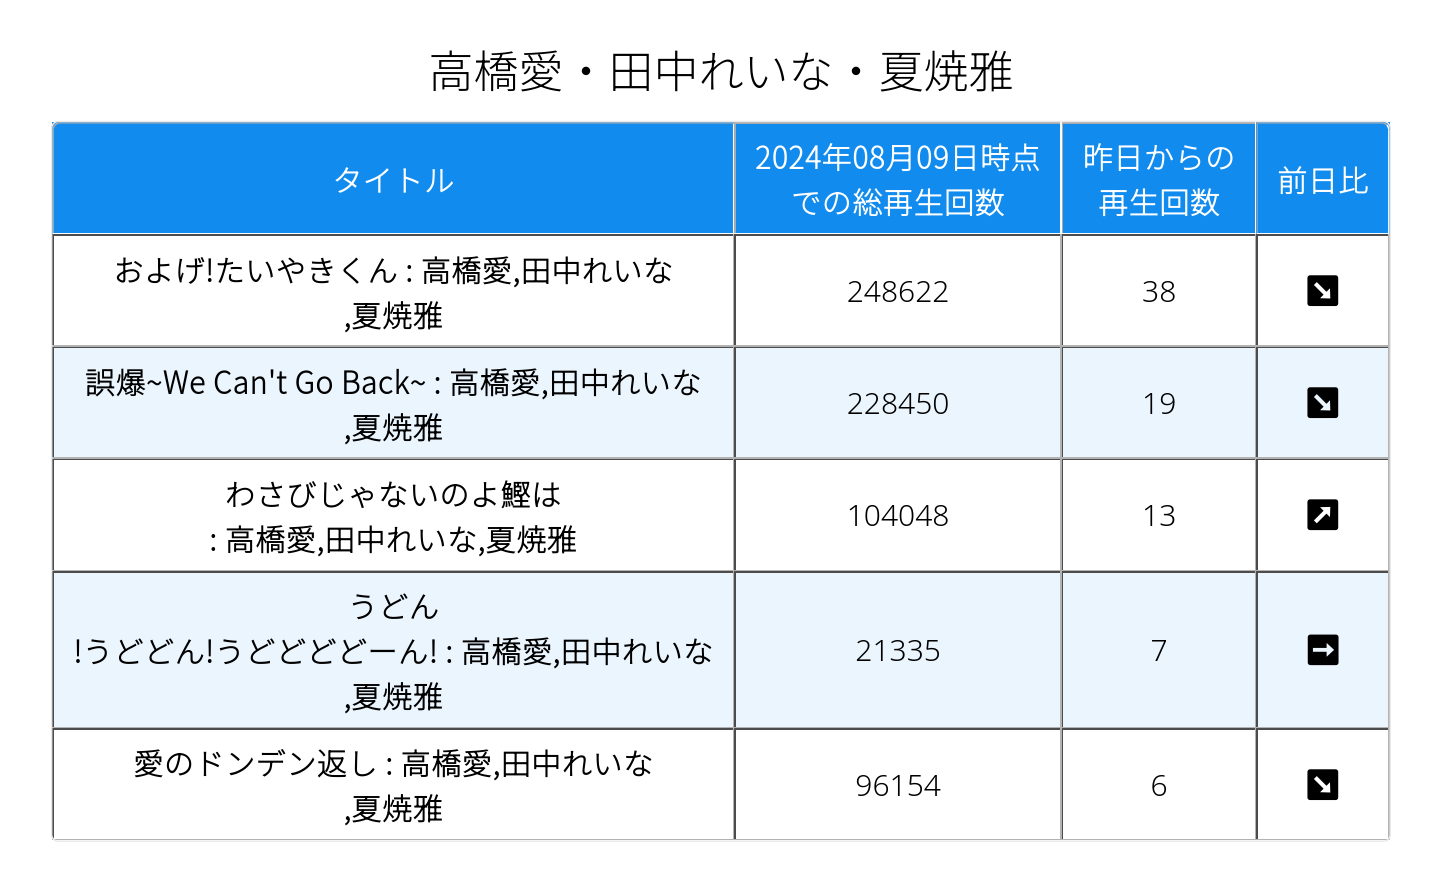 高橋愛・田中れいな・夏焼雅
タイトル
2024年08月09日時点
での総再生回数
昨日からの
再生回数
前日比
およげ!たいやきくん : 高橋愛,田中れいな
,夏焼雅
248622
38
誤爆~We Can't Go Back~ : 高橋愛,田中れいな
,夏焼雅
228450
19
わさびじゃないのよ鰹は
: 高橋愛,田中れいな,夏焼雅
104048
13
うどん
!うどどん!うどどどどーん! : 高橋愛,田中れいな
,夏焼雅
21335
7
愛のドンデン返し : 高橋愛,田中れいな
,夏焼雅
96154
6